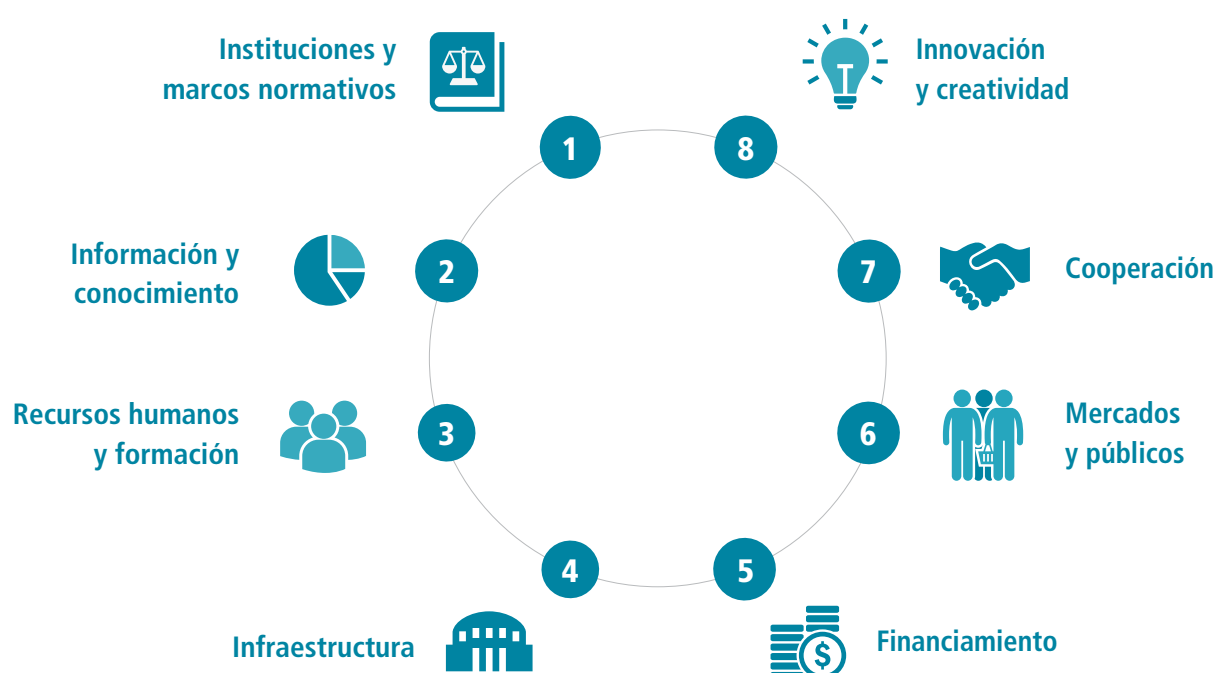 Instituciones y
marcos normativos
1
Información y
conocimiento
2
Recursos humanos
y formación
3
Infraestructura
4
5
$
Financiamiento
6
Mercados
y públicos
7
Cooperación
8
Innovación
y creatividad